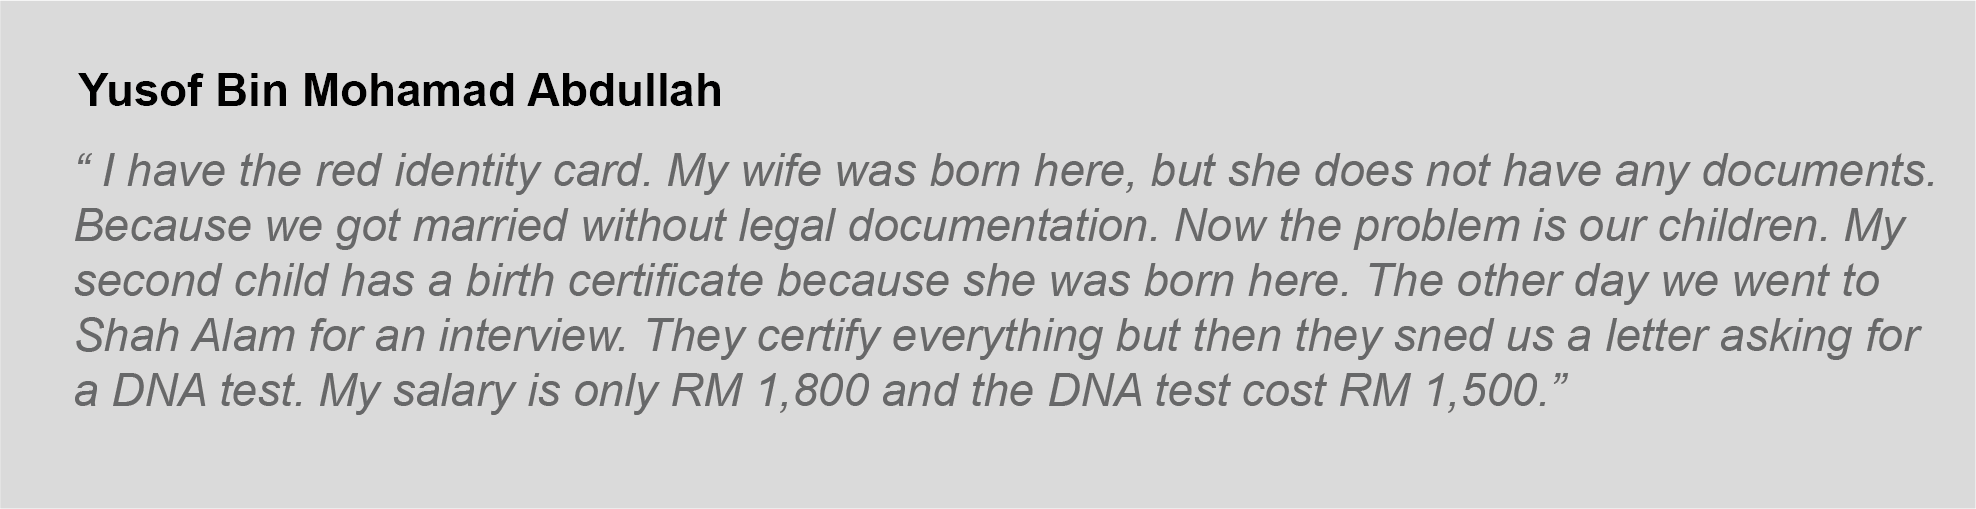 Yusof Bin Mohamad Abdullah
“ I have the red identity card. My wife was born here, but she does not have any documents.
Because we got married without legal documentation. Now the problem is our children. My
second child has a birth certificate because she was born here. The other day we went to
Shah Alam for an interview. They certify everything but then they sned us a letter asking for
a DNA test. My salary is only RM 1,800 and the DNA test cost RM 1,500.”